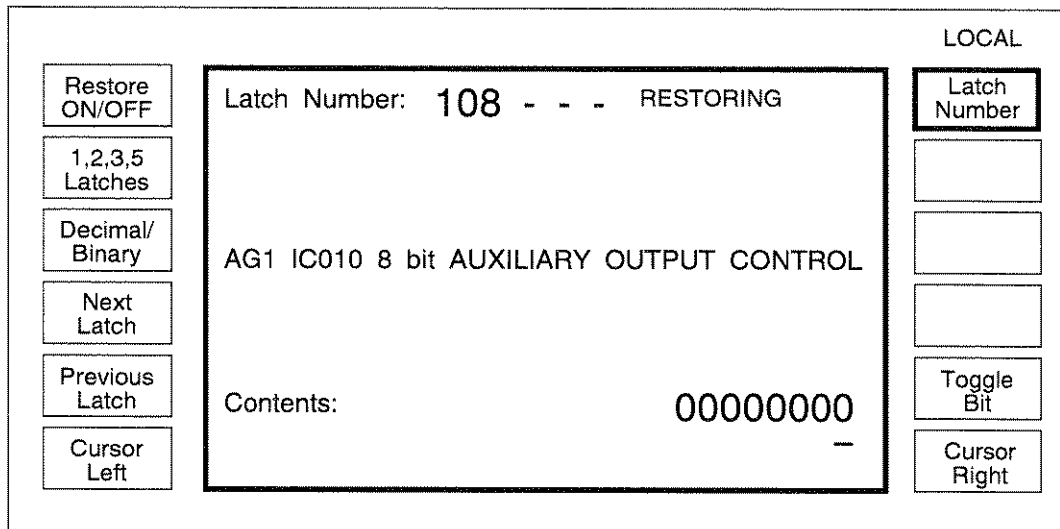 LOCAL
Restore
ON/OFF
1,2,3,5
Latches
Decimal/
Binary
Next
Latch
Previous
Latch
Cursor
Left
Latch Number: 108 - - - RESTORING
AG1 IC010 8 bit AUXILIARY OUTPUT CONTROL
Contents: 00000000
Latch
Number
Toggle
Bit
Cursor
Right